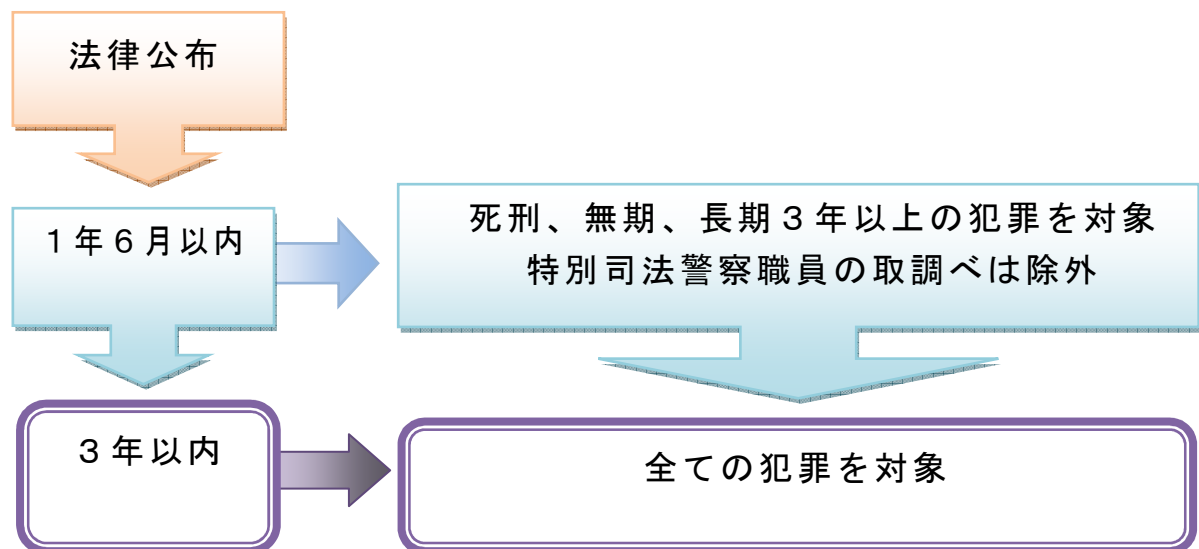 法律公布
１年６月以内
死刑、無期、長期３年以上の犯罪を対象
特別司法警察職員の取調べは除外
３年以内
全ての犯罪を対象